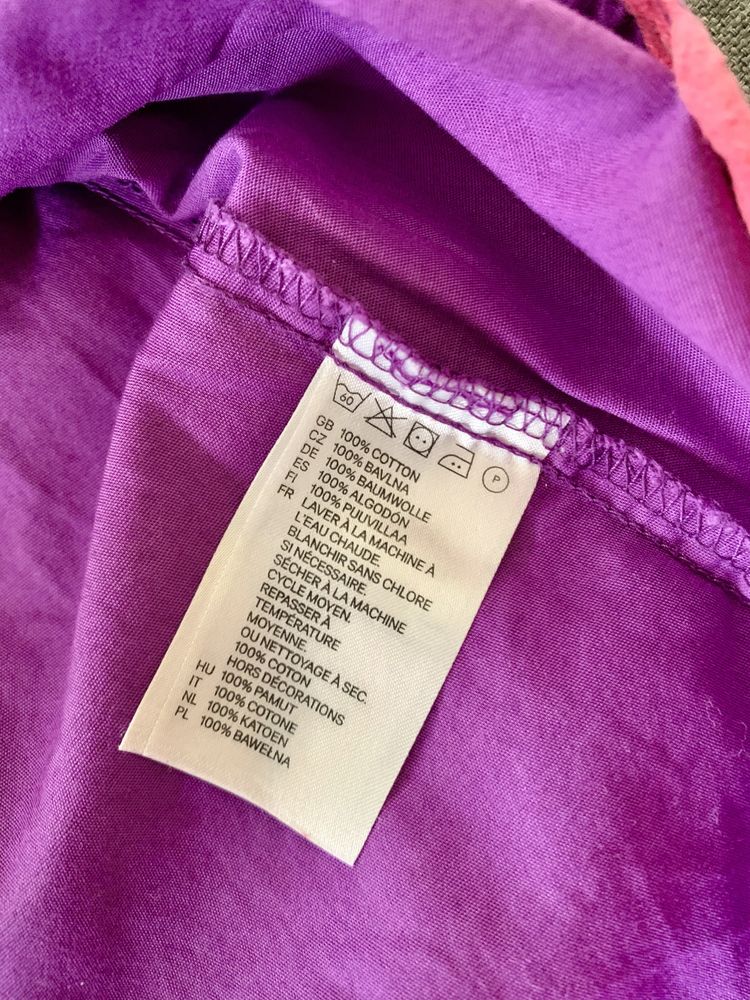 60 P
GB 100% COTTON
CZ 100% BAVLNA
DE 100% BAUMWOLLE
ES 100% ALGODÓN
FI 100% PUUVILLAA
FR LAVER À LA MACHINE À
L'EAU CHAUDE.
BLANCHIR SANS CHLORE
SI NÉCESSAIRE.
SÉCHER À LA MACHINE
CYCLE MOYEN.
REPASSER À
TEMPÉRATURE
MOYENNE.
OU NETTOYAGE À SEC.
100% COTON
HORS DÉCORATIONS
HU 100% PAMUT
IT 100% COTONE
NL 100% KATOEN
PL 100% BAWEŁNA